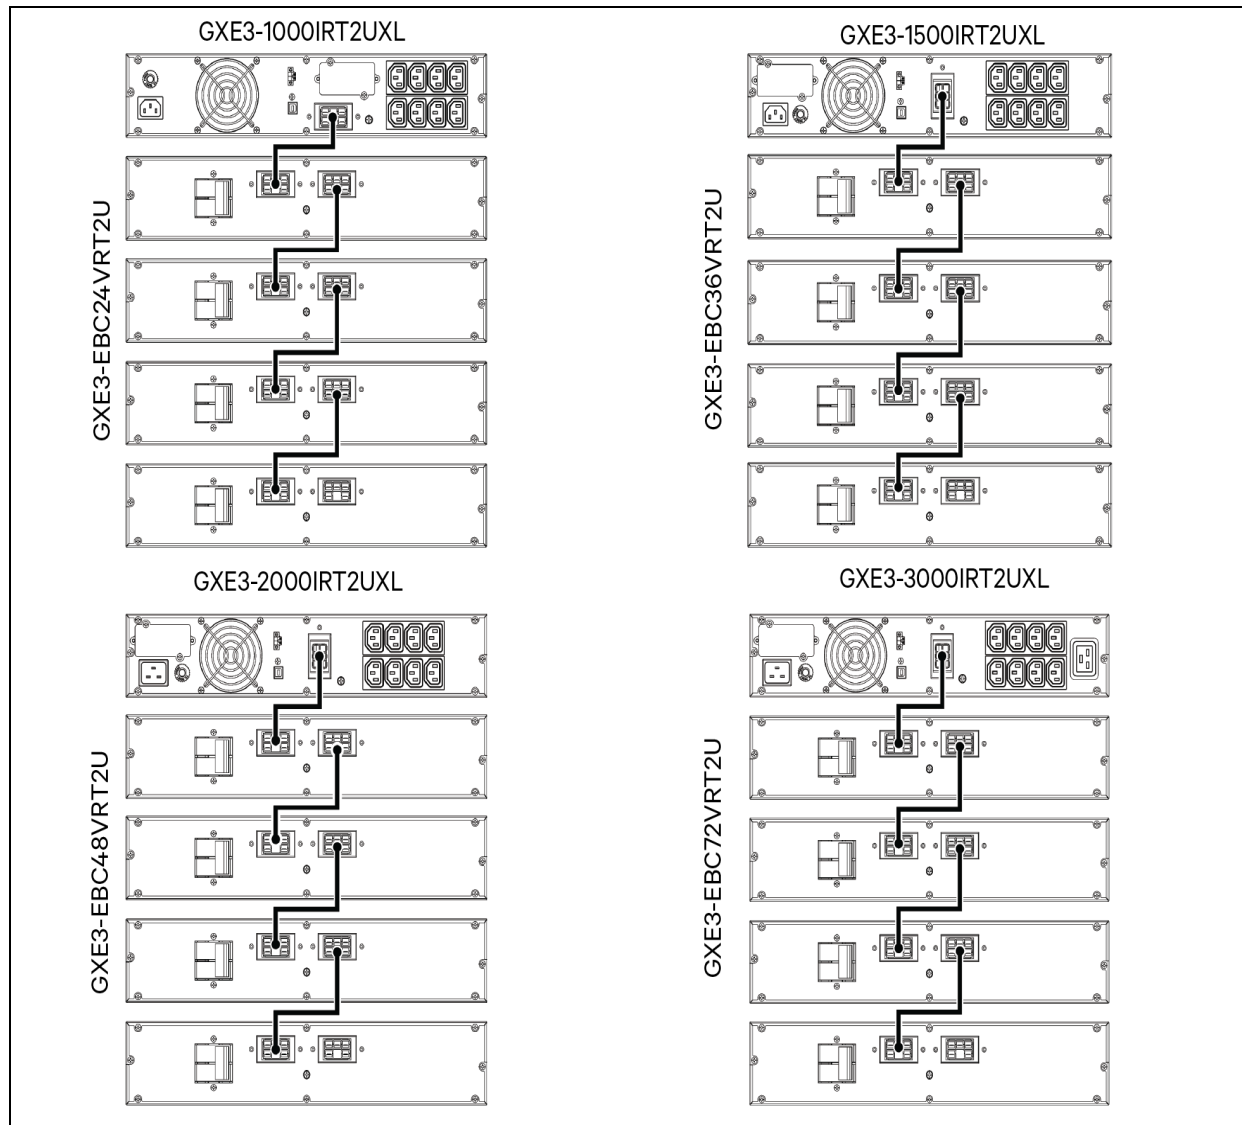 GXE3-1000IRT2UXL
GXE3-EBC24VRT2U
GXE3-1500IRT2UXL
GXE3-EBC36VRT2U
GXE3-2000IRT2UXL
GXE3-EBC48VRT2U
GXE3-3000IRT2UXL
GXE3-EBC72VRT2U